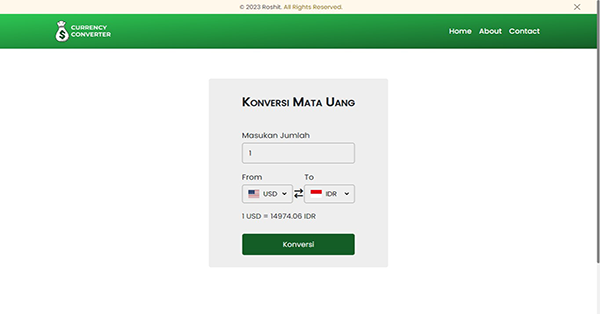 © 2023 Roshit. All Rights Reserved.
CURRENCY
CONVERTER
Home About Contact
Konversi Mata Uang
Masukan Jumlah
1
From To
USD IDR
1 USD = 14974.06 IDR
Konversi